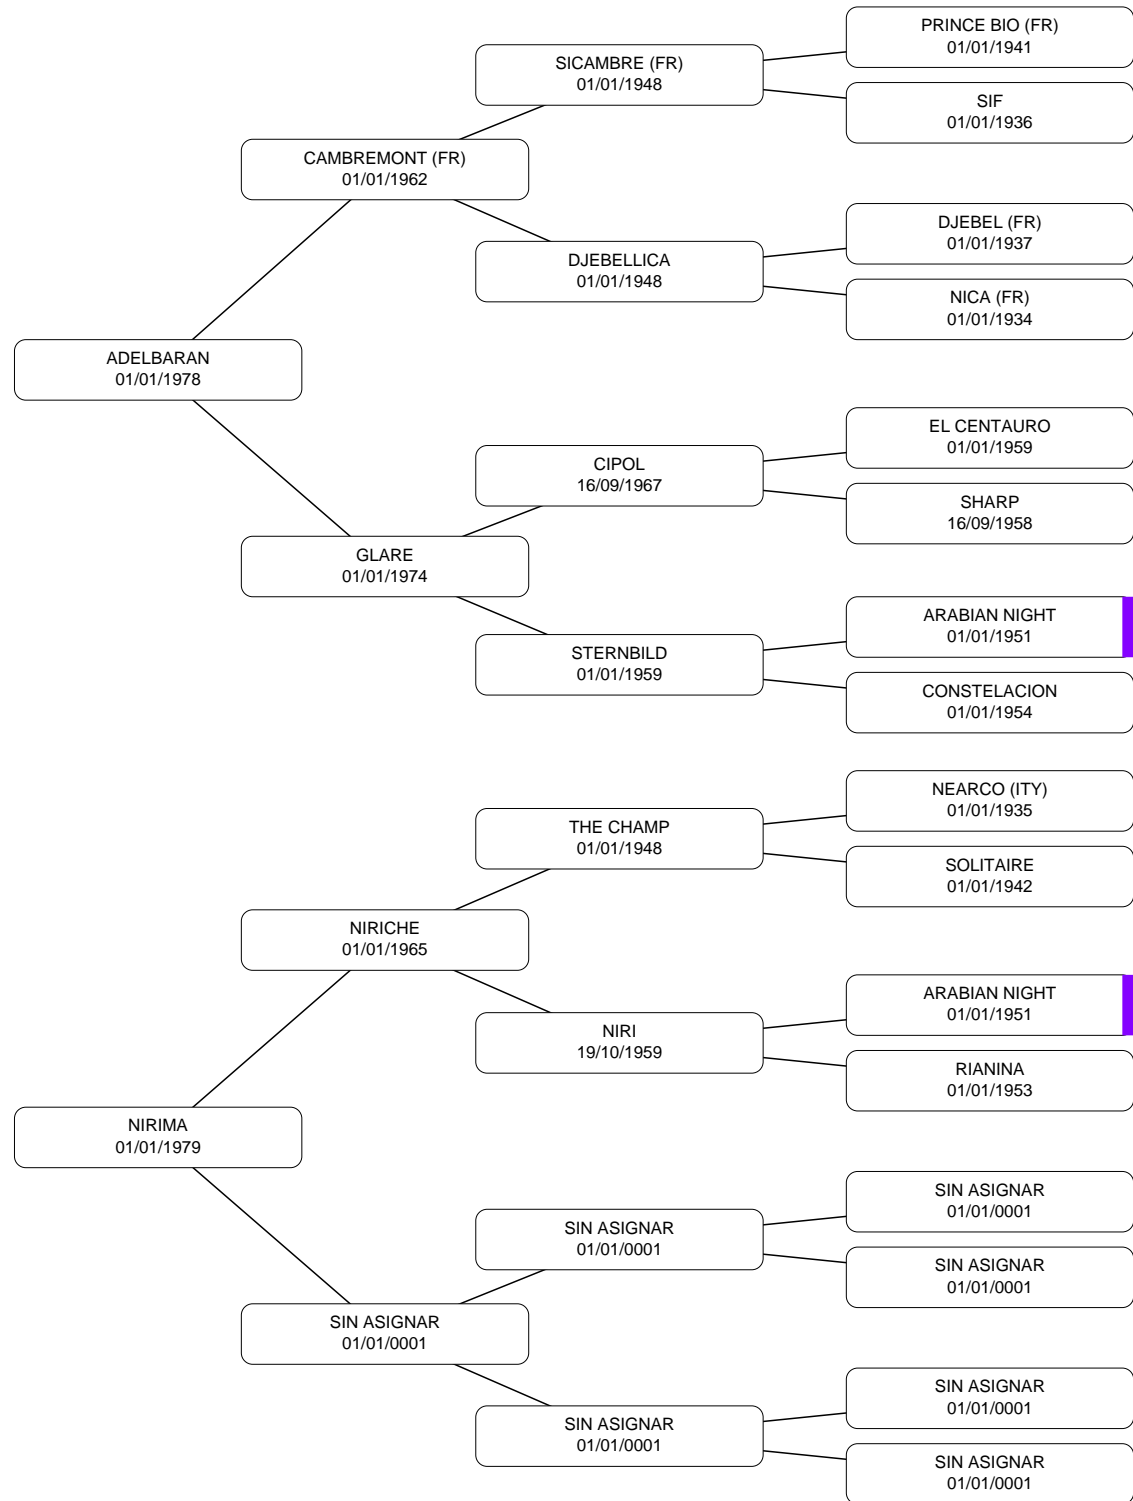 PRINCE BIO (FR)
01/01/1941
SICAMBRE (FR)
01/01/1948
SIF
01/01/1936
CAMBREMONT (FR)
01/01/1962
DJEBEL (FR)
01/01/1937
DJEBELLICA
01/01/1948
NICA (FR)
01/01/1934
ADELBARAN
01/01/1978
EL CENTAURO
01/01/1959
CIPOL
16/09/1967
SHARP
16/09/1958
GLARE
01/01/1974
ARABIAN NIGHT
01/01/1951
STERNBILD
01/01/1959
CONSTELACION
01/01/1954
NEARCO (ITY)
01/01/1935
THE CHAMP
01/01/1948
SOLITAIRE
01/01/1942
NIRICHE
01/01/1965
ARABIAN NIGHT
01/01/1951
NIRI
19/10/1959
RIANINA
01/01/1953
NIRIMA
01/01/1979
SIN ASIGNAR
01/01/0001
SIN ASIGNAR
01/01/0001
SIN ASIGNAR
01/01/0001
SIN ASIGNAR
01/01/0001
SIN ASIGNAR
01/01/0001
SIN ASIGNAR
01/01/0001
SIN ASIGNAR
01/01/0001